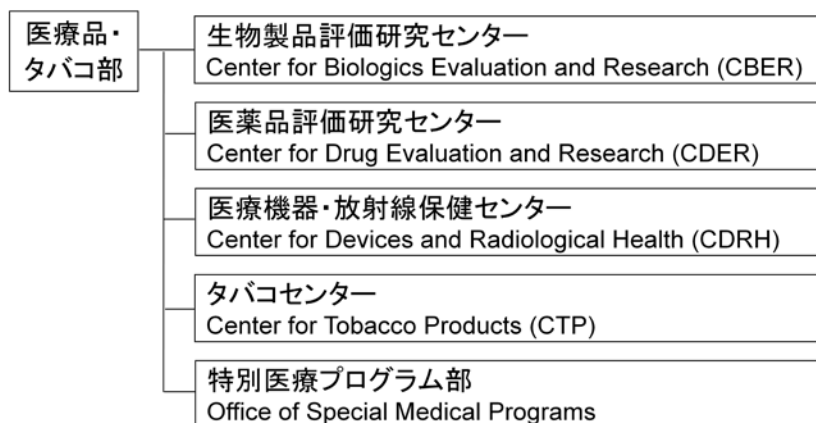 医療品・
タバコ部
生物製品評価研究センター
Center for Biologics Evaluation and Research (CBER)
医薬品評価研究センター
Center for Drug Evaluation and Research (CDER)
医療機器・放射線保健センター
Center for Devices and Radiological Health (CDRH)
タバコセンター
Center for Tobacco Products (CTP)
特別医療プログラム部
Office of Special Medical Programs